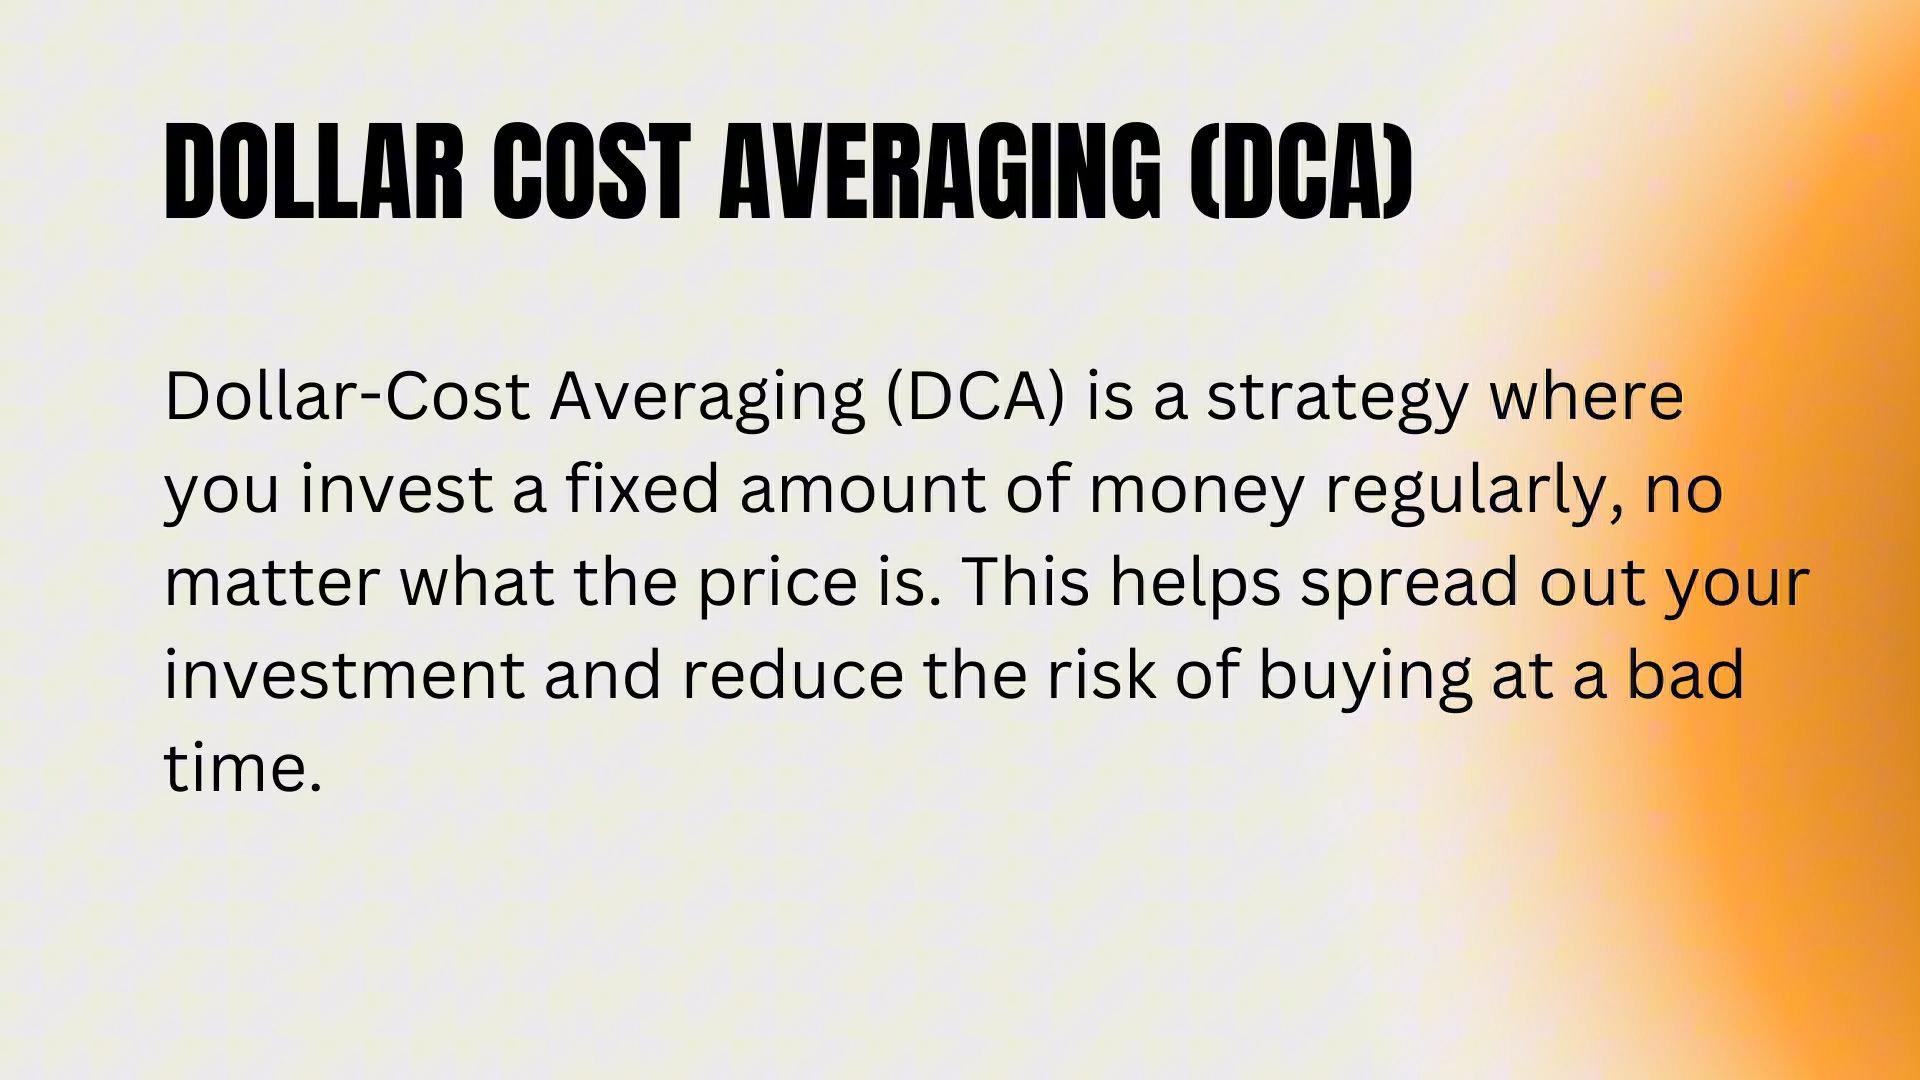 DOLLAR COST AVERAGING (DCA)
Dollar-Cost Averaging (DCA) is a strategy where
you invest a fixed amount of money regularly, no
matter what the price is. This helps spread out your
investment and reduce the risk of buying at a bad
time.